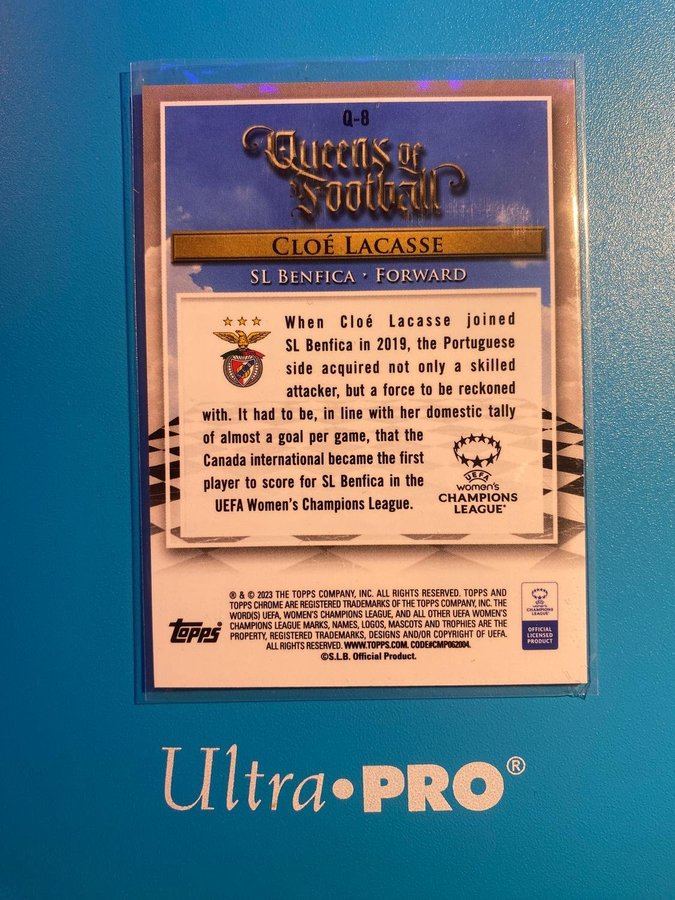 Q-8
Queens of
Football
CLOÉ LACASSE
SL BENFICA · FORWARD
When Cloé Lacasse joined
SL Benfica in 2019, the Portuguese
side acquired not only a skilled
attacker, but a force to be reckoned
with. It had to be, in line with her domestic tally
of almost a goal per game, that the
Canada international became the first
player to score for SL Benfica in the
UEFA Women's Champions League.
UEFA
women's
CHAMPIONS
LEAGUE
® & © 2023 THE TOPPS COMPANY, INC. ALL RIGHTS RESERVED. TOPPS AND
TOPPS CHROME ARE REGISTERED TRADEMARKS OF THE TOPPS COMPANY, INC. THE
WORD(S) UEFA, WOMEN'S CHAMPIONS LEAGUE, AND ALL OTHER UEFA WOMEN'S
CHAMPIONS LEAGUE MARKS, NAMES, LOGOS, MASCOTS AND TROPHIES ARE THE
PROPERTY, REGISTERED TRADEMARKS, DESIGNS AND/OR COPYRIGHT OF UEFA.
ALL RIGHTS RESERVED. WWW.TOPPS.COM. CODE#CMP062004.
©S.L.B. Official Product.
topps
women's
CHAMPIONS
LEAGUE
OFFICIAL
LICENSED
PRODUCT
Ultra•PRO®